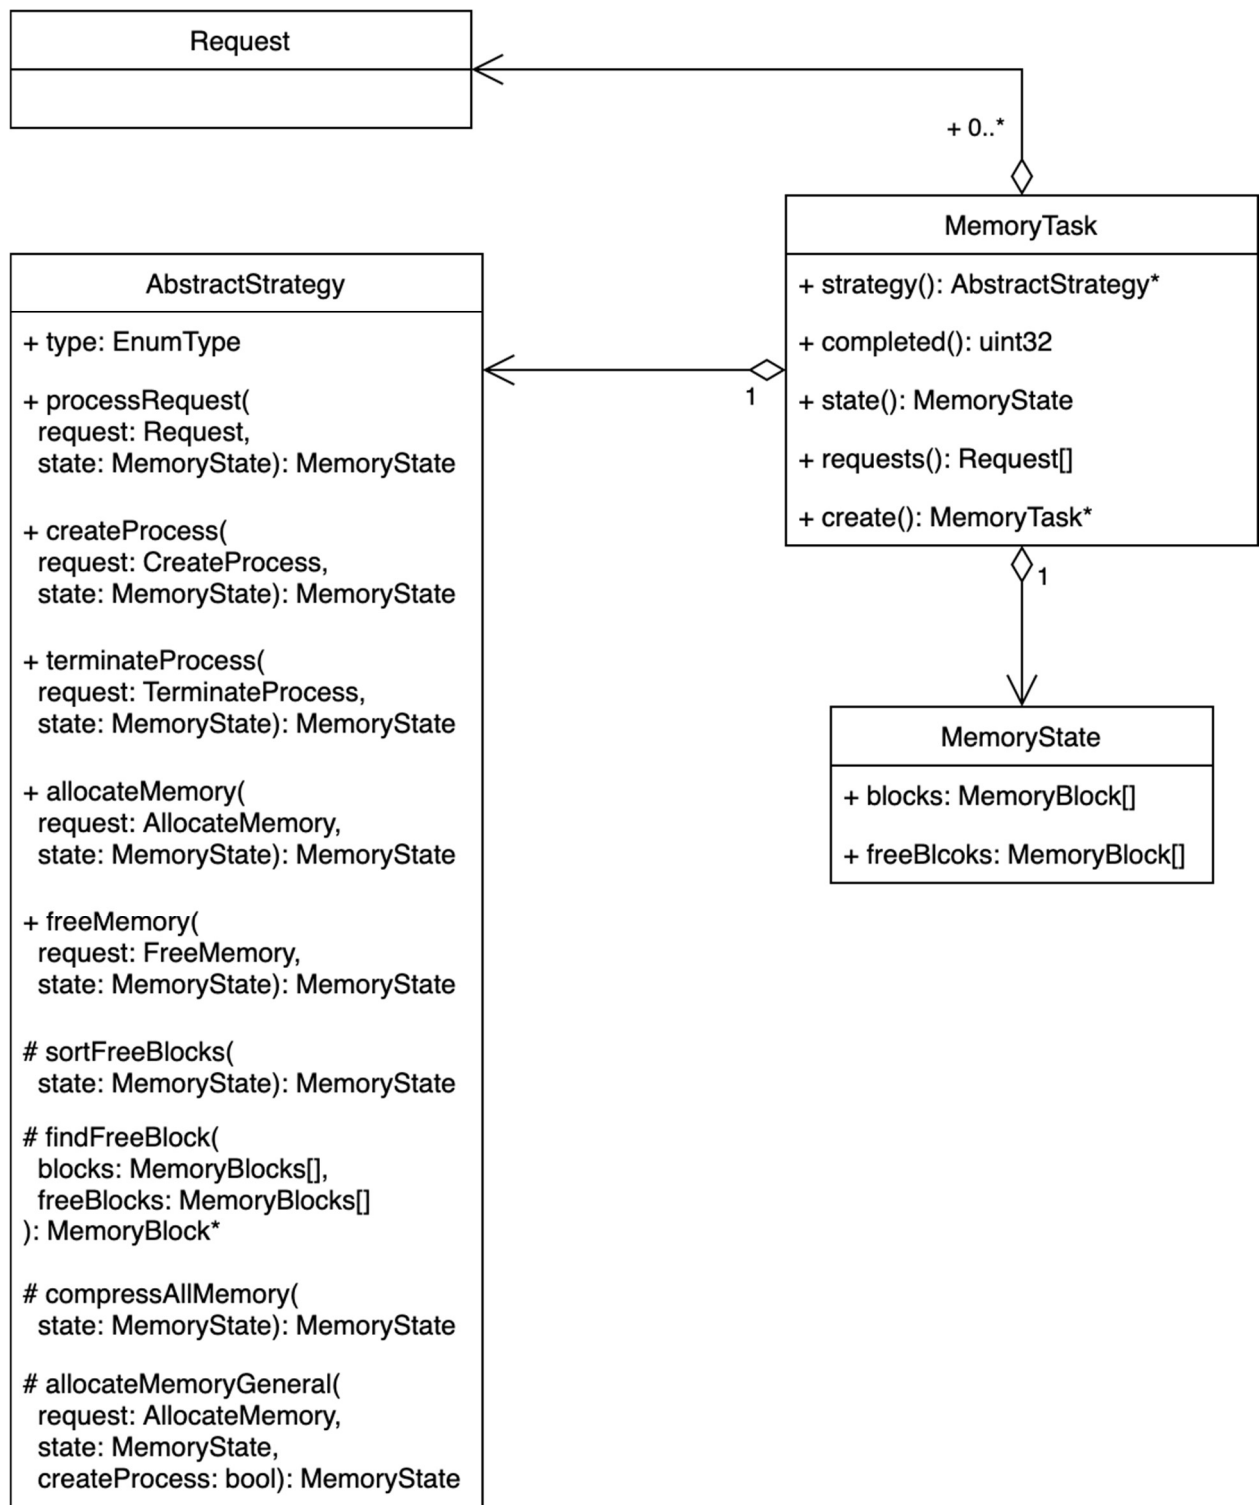 Request
+ 0..*
MemoryTask
+ strategy(): AbstractStrategy*
+ completed(): uint32
+ state(): MemoryState
+ requests(): Request[]
+ create(): MemoryTask*
1
1
AbstractStrategy
+ type: EnumType
+ processRequest(
request: Request,
state: MemoryState): MemoryState
+ createProcess(
request: CreateProcess,
state: MemoryState): MemoryState
+ terminateProcess(
request: TerminateProcess,
state: MemoryState): MemoryState
+ allocateMemory(
request: AllocateMemory,
state: MemoryState): MemoryState
+ freeMemory(
request: FreeMemory,
state: MemoryState): MemoryState
# sortFreeBlocks(
state: MemoryState): MemoryState
# findFreeBlock(
blocks: MemoryBlocks[],
freeBlocks: MemoryBlocks[]
): MemoryBlock*
# compressAllMemory(
state: MemoryState): MemoryState
# allocateMemoryGeneral(
request: AllocateMemory,
state: MemoryState,
createProcess: bool): MemoryState
MemoryState
+ blocks: MemoryBlock[]
+ freeBlcoks: MemoryBlock[]